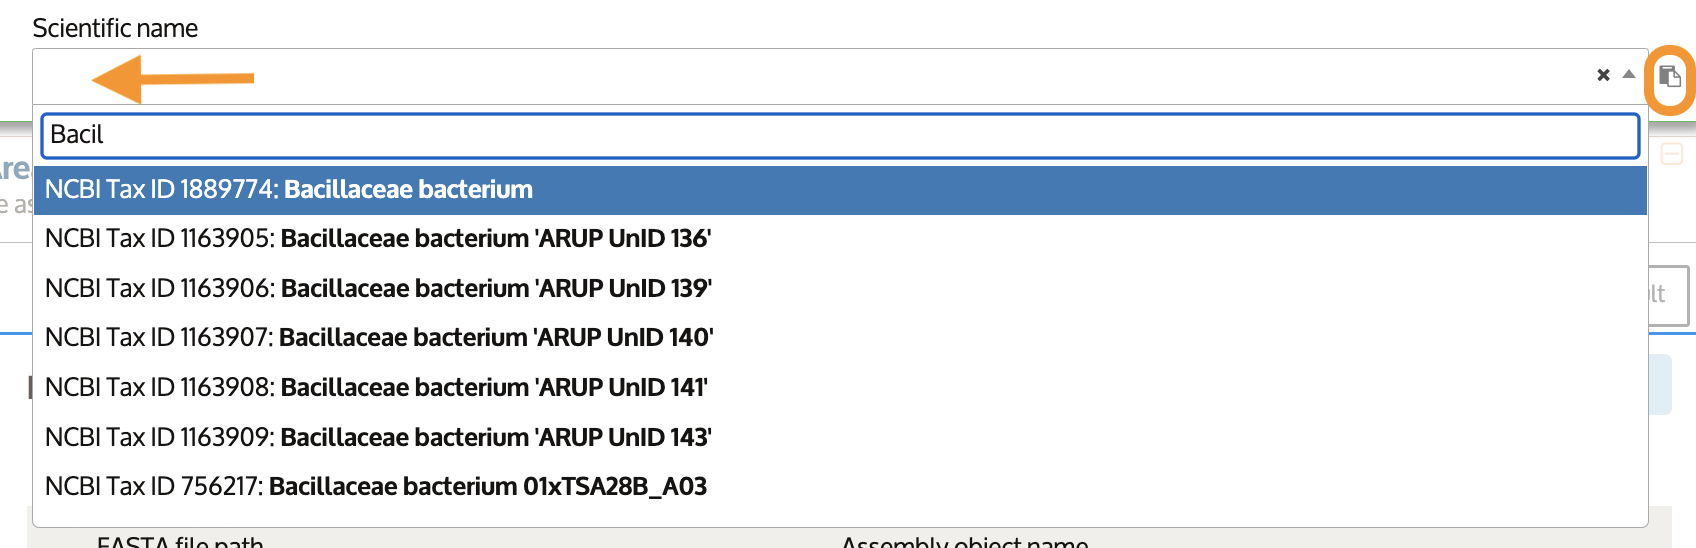 Scientific name
Bacil
NCBI Tax ID 1889774: Bacillaceae bacterium
NCBI Tax ID 1163905: Bacillaceae bacterium 'ARUP UnID 136'
NCBI Tax ID 1163906: Bacillaceae bacterium 'ARUP UnID 139'
NCBI Tax ID 1163907: Bacillaceae bacterium 'ARUP UnID 140'
NCBI Tax ID 1163908: Bacillaceae bacterium 'ARUP UnID 141'
NCBI Tax ID 1163909: Bacillaceae bacterium 'ARUP UnID 143'
NCBI Tax ID 756217: Bacillaceae bacterium 01xTSA28B_A03
FASTA file path Assembly object name